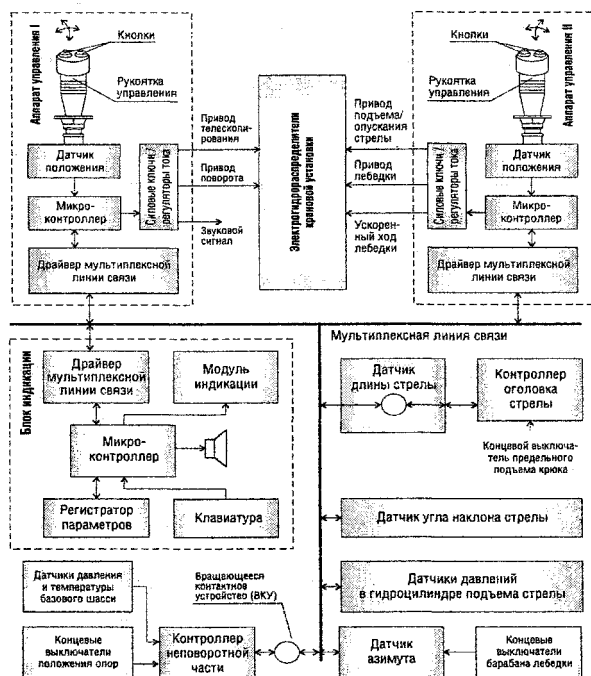 Аппарат управления I
Кнопки
Рукоятка
управления
Датчик
положения
Микро-
контроллер
Силовые ключи /
регуляторы тока
Драйвер мультиплексной
линии связи
Привод
телескопи-
рования
Привод
поворота
Звуковой
сигнал
Электрогидрораспределители
крановой установки
Привод
подъема/
опускания
стрелы
Привод
лебедки
Ускорен-
ный ход
лебедки
Аппарат управления II
Кнопки
Рукоятка
управления
Датчик
положения
Силовые ключи /
регуляторы тока
Микро-
контроллер
Драйвер мультиплексной
линии связи
Мультиплексная линия связи
Блок индикации
Драйвер
мультиплексной
линии связи
Модуль
индикации
Микро-
контроллер
Регистратор
параметров
Клавиатура
Датчик
длины стрелы
Контроллер
оголовка
стрелы
Концевой выключа-
тель предельного
подъема крюка
Датчик угла наклона стрелы
Датчики давлений
в гидроцилиндре подъема стрелы
Датчики давления
и температуры
базового шасси
Вращающееся
контактное
устройство (ВКУ)
Концевые
выключатели
положения опор
Контроллер
неповоротной
части
Датчик
азимута
Концевые
выключатели
барабана лебедки